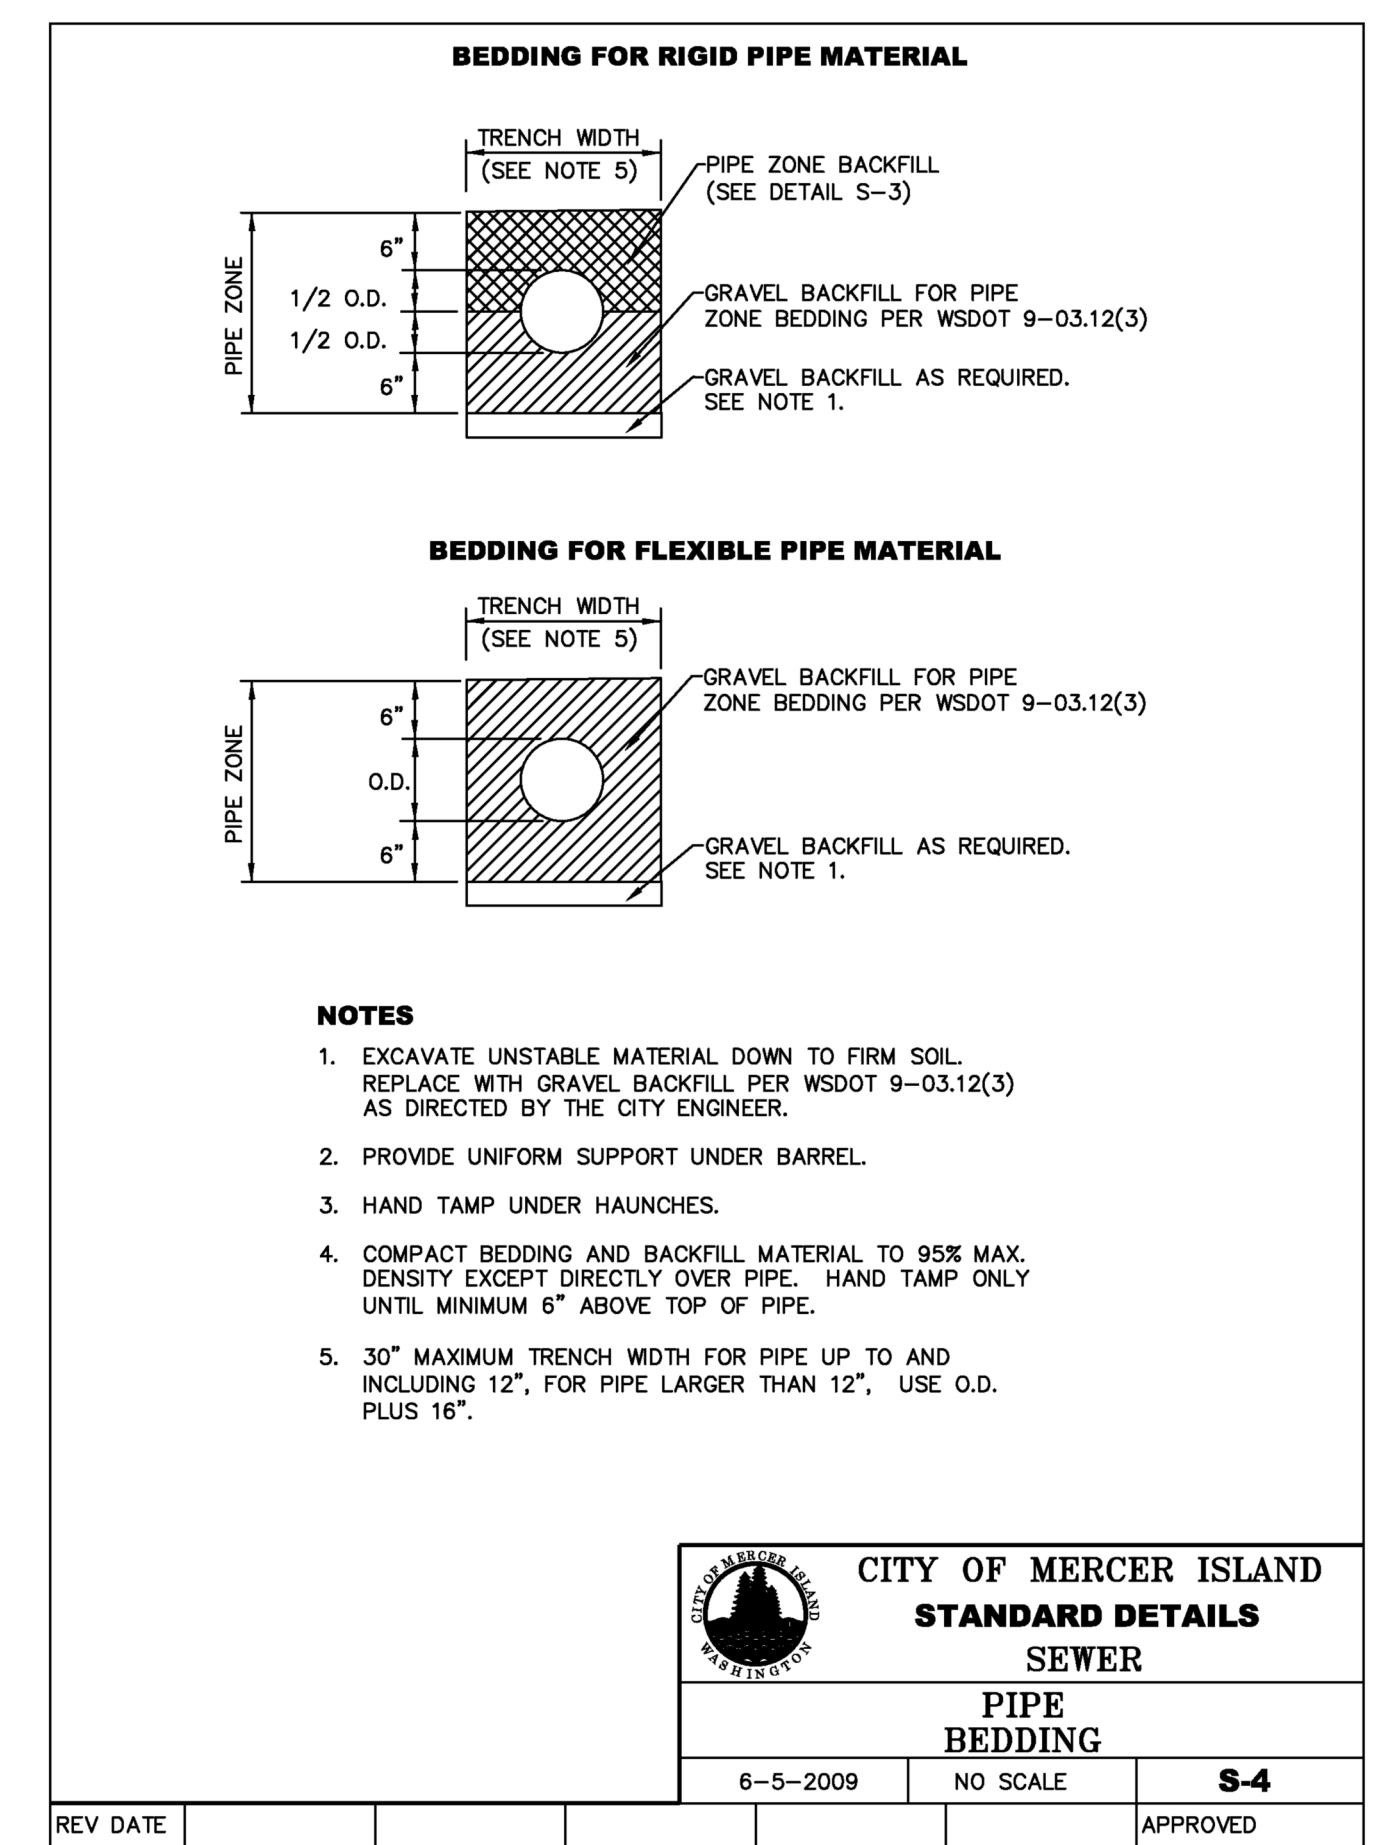 BEDDING FOR RIGID PIPE MATERIAL
TRENCH WIDTH
(SEE NOTE 5)
PIPE ZONE BACKFILL
(SEE DETAIL S-3)
PIPE ZONE
6"
1/2 O.D.
1/2 O.D.
6"
GRAVEL BACKFILL FOR PIPE
ZONE BEDDING PER WSDOT 9-03.12(3)
GRAVEL BACKFILL AS REQUIRED.
SEE NOTE 1.
BEDDING FOR FLEXIBLE PIPE MATERIAL
TRENCH WIDTH
(SEE NOTE 5)
GRAVEL BACKFILL FOR PIPE
ZONE BEDDING PER WSDOT 9-03.12(3)
PIPE ZONE
6"
O.D.
6"
GRAVEL BACKFILL AS REQUIRED.
SEE NOTE 1.
NOTES
1. EXCAVATE UNSTABLE MATERIAL DOWN TO FIRM SOIL.
REPLACE WITH GRAVEL BACKFILL PER WSDOT 9-03.12(3)
AS DIRECTED BY THE CITY ENGINEER.
2. PROVIDE UNIFORM SUPPORT UNDER BARREL.
3. HAND TAMP UNDER HAUNCHES.
4. COMPACT BEDDING AND BACKFILL MATERIAL TO 95% MAX.
DENSITY EXCEPT DIRECTLY OVER PIPE. HAND TAMP ONLY
UNTIL MINIMUM 6" ABOVE TOP OF PIPE.
5. 30" MAXIMUM TRENCH WIDTH FOR PIPE UP TO AND
INCLUDING 12", FOR PIPE LARGER THAN 12", USE O.D.
PLUS 16".
CITY OF MERCER ISLAND
WASHINGTON
CITY OF MERCER ISLAND
STANDARD DETAILS
SEWER
PIPE
BEDDING
6-5-2009
NO SCALE
S-4
REV DATE
APPROVED